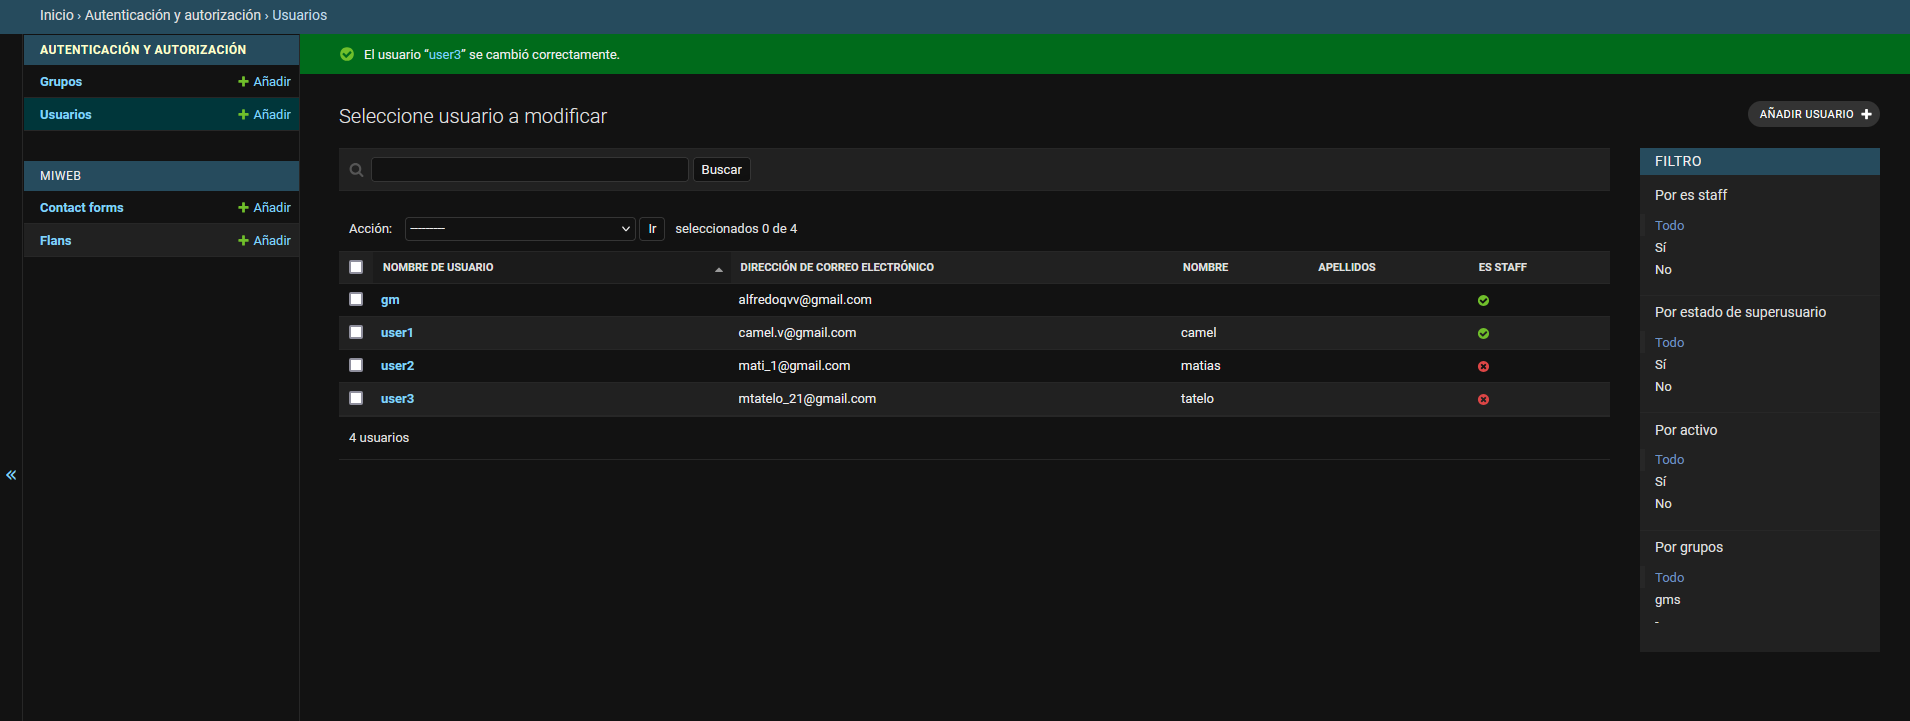 Inicio › Autenticación y autorización › Usuarios
AUTENTICACIÓN Y AUTORIZACIÓN
Grupos + Añadir
Usuarios + Añadir
MIWEB
Contact forms + Añadir
Flans + Añadir
«
El usuario “user3” se cambió correctamente.
Seleccione usuario a modificar
AÑADIR USUARIO +
Buscar
Acción: --------- Ir seleccionados 0 de 4
NOMBRE DE USUARIO DIRECCIÓN DE CORREO ELECTRÓNICO NOMBRE APELLIDOS ES STAFF
gm alfredoqvv@gmail.com
user1 camel.v@gmail.com camel
user2 mati_1@gmail.com matias
user3 mtatelo_21@gmail.com tatelo
4 usuarios
FILTRO
Por es staff
Todo
Sí
No
Por estado de superusuario
Todo
Sí
No
Por activo
Todo
Sí
No
Por grupos
Todo
gms
-